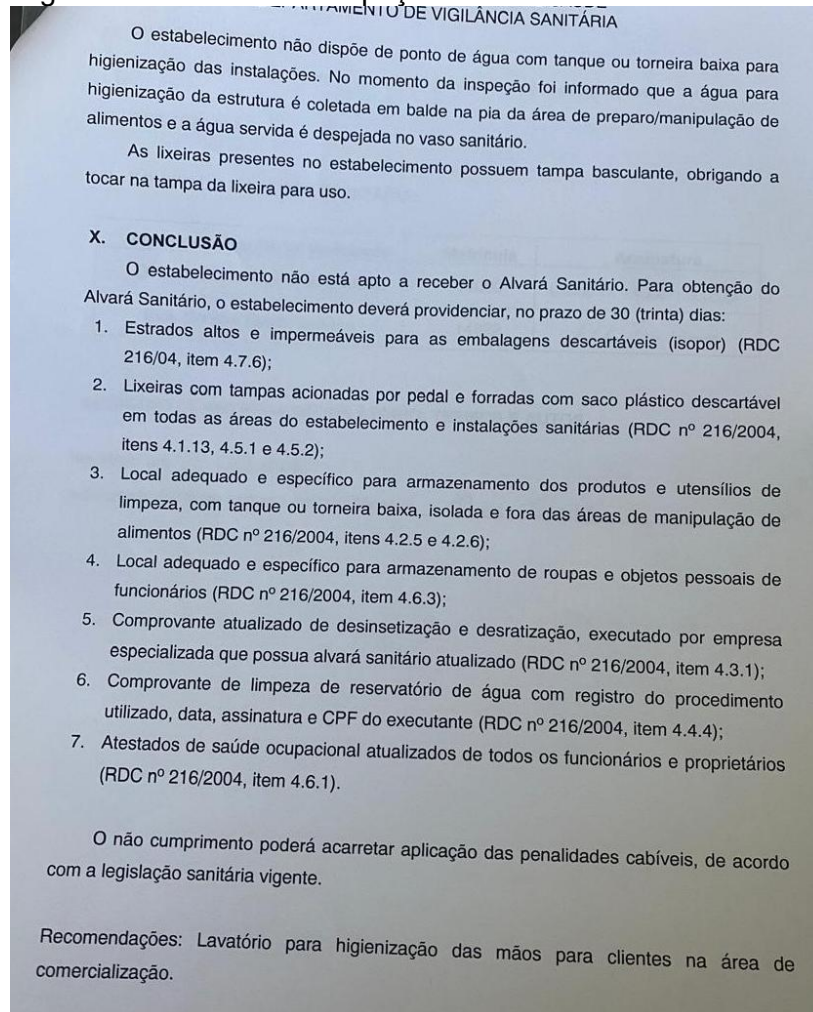 DE VIGILÂNCIA SANITÁRIA
O estabelecimento não dispõe de ponto de água com tanque ou torneira baixa para
higienização das instalações. No momento da inspeção foi informado que a água para
higienização da estrutura é coletada em balde na pia da área de preparo/manipulação de
alimentos e a água servida é despejada no vaso sanitário.
As lixeiras presentes no estabelecimento possuem tampa basculante, obrigando a
tocar na tampa da lixeira para uso.
X. CONCLUSÃO
O estabelecimento não está apto a receber o Alvará Sanitário. Para obtenção do
Alvará Sanitário, o estabelecimento deverá providenciar, no prazo de 30 (trinta) dias:
1. Estrados altos e impermeáveis para as embalagens descartáveis (isopor) (RDC
216/04, item 4.7.6);
2. Lixeiras com tampas acionadas por pedal e forradas com saco plástico descartável
em todas as áreas do estabelecimento e instalações sanitárias (RDC nº 216/2004,
itens 4.1.13, 4.5.1 e 4.5.2);
3. Local adequado e específico para armazenamento dos produtos e utensílios de
limpeza, com tanque ou torneira baixa, isolada e fora das áreas de manipulação de
alimentos (RDC nº 216/2004, itens 4.2.5 e 4.2.6);
4. Local adequado e específico para armazenamento de roupas e objetos pessoais de
funcionários (RDC nº 216/2004, item 4.6.3);
5. Comprovante atualizado de desinsetização e desratização, executado por empresa
especializada que possua alvará sanitário atualizado (RDC nº 216/2004, item 4.3.1);
6. Comprovante de limpeza de reservatório de água com registro do procedimento
utilizado, data, assinatura e CPF do executante (RDC nº 216/2004, item 4.4.4);
7. Atestados de saúde ocupacional atualizados de todos os funcionários e proprietários
(RDC nº 216/2004, item 4.6.1).
O não cumprimento poderá acarretar aplicação das penalidades cabíveis, de acordo
com a legislação sanitária vigente.
Recomendações: Lavatório para higienização das mãos para clientes na área de
comercialização.